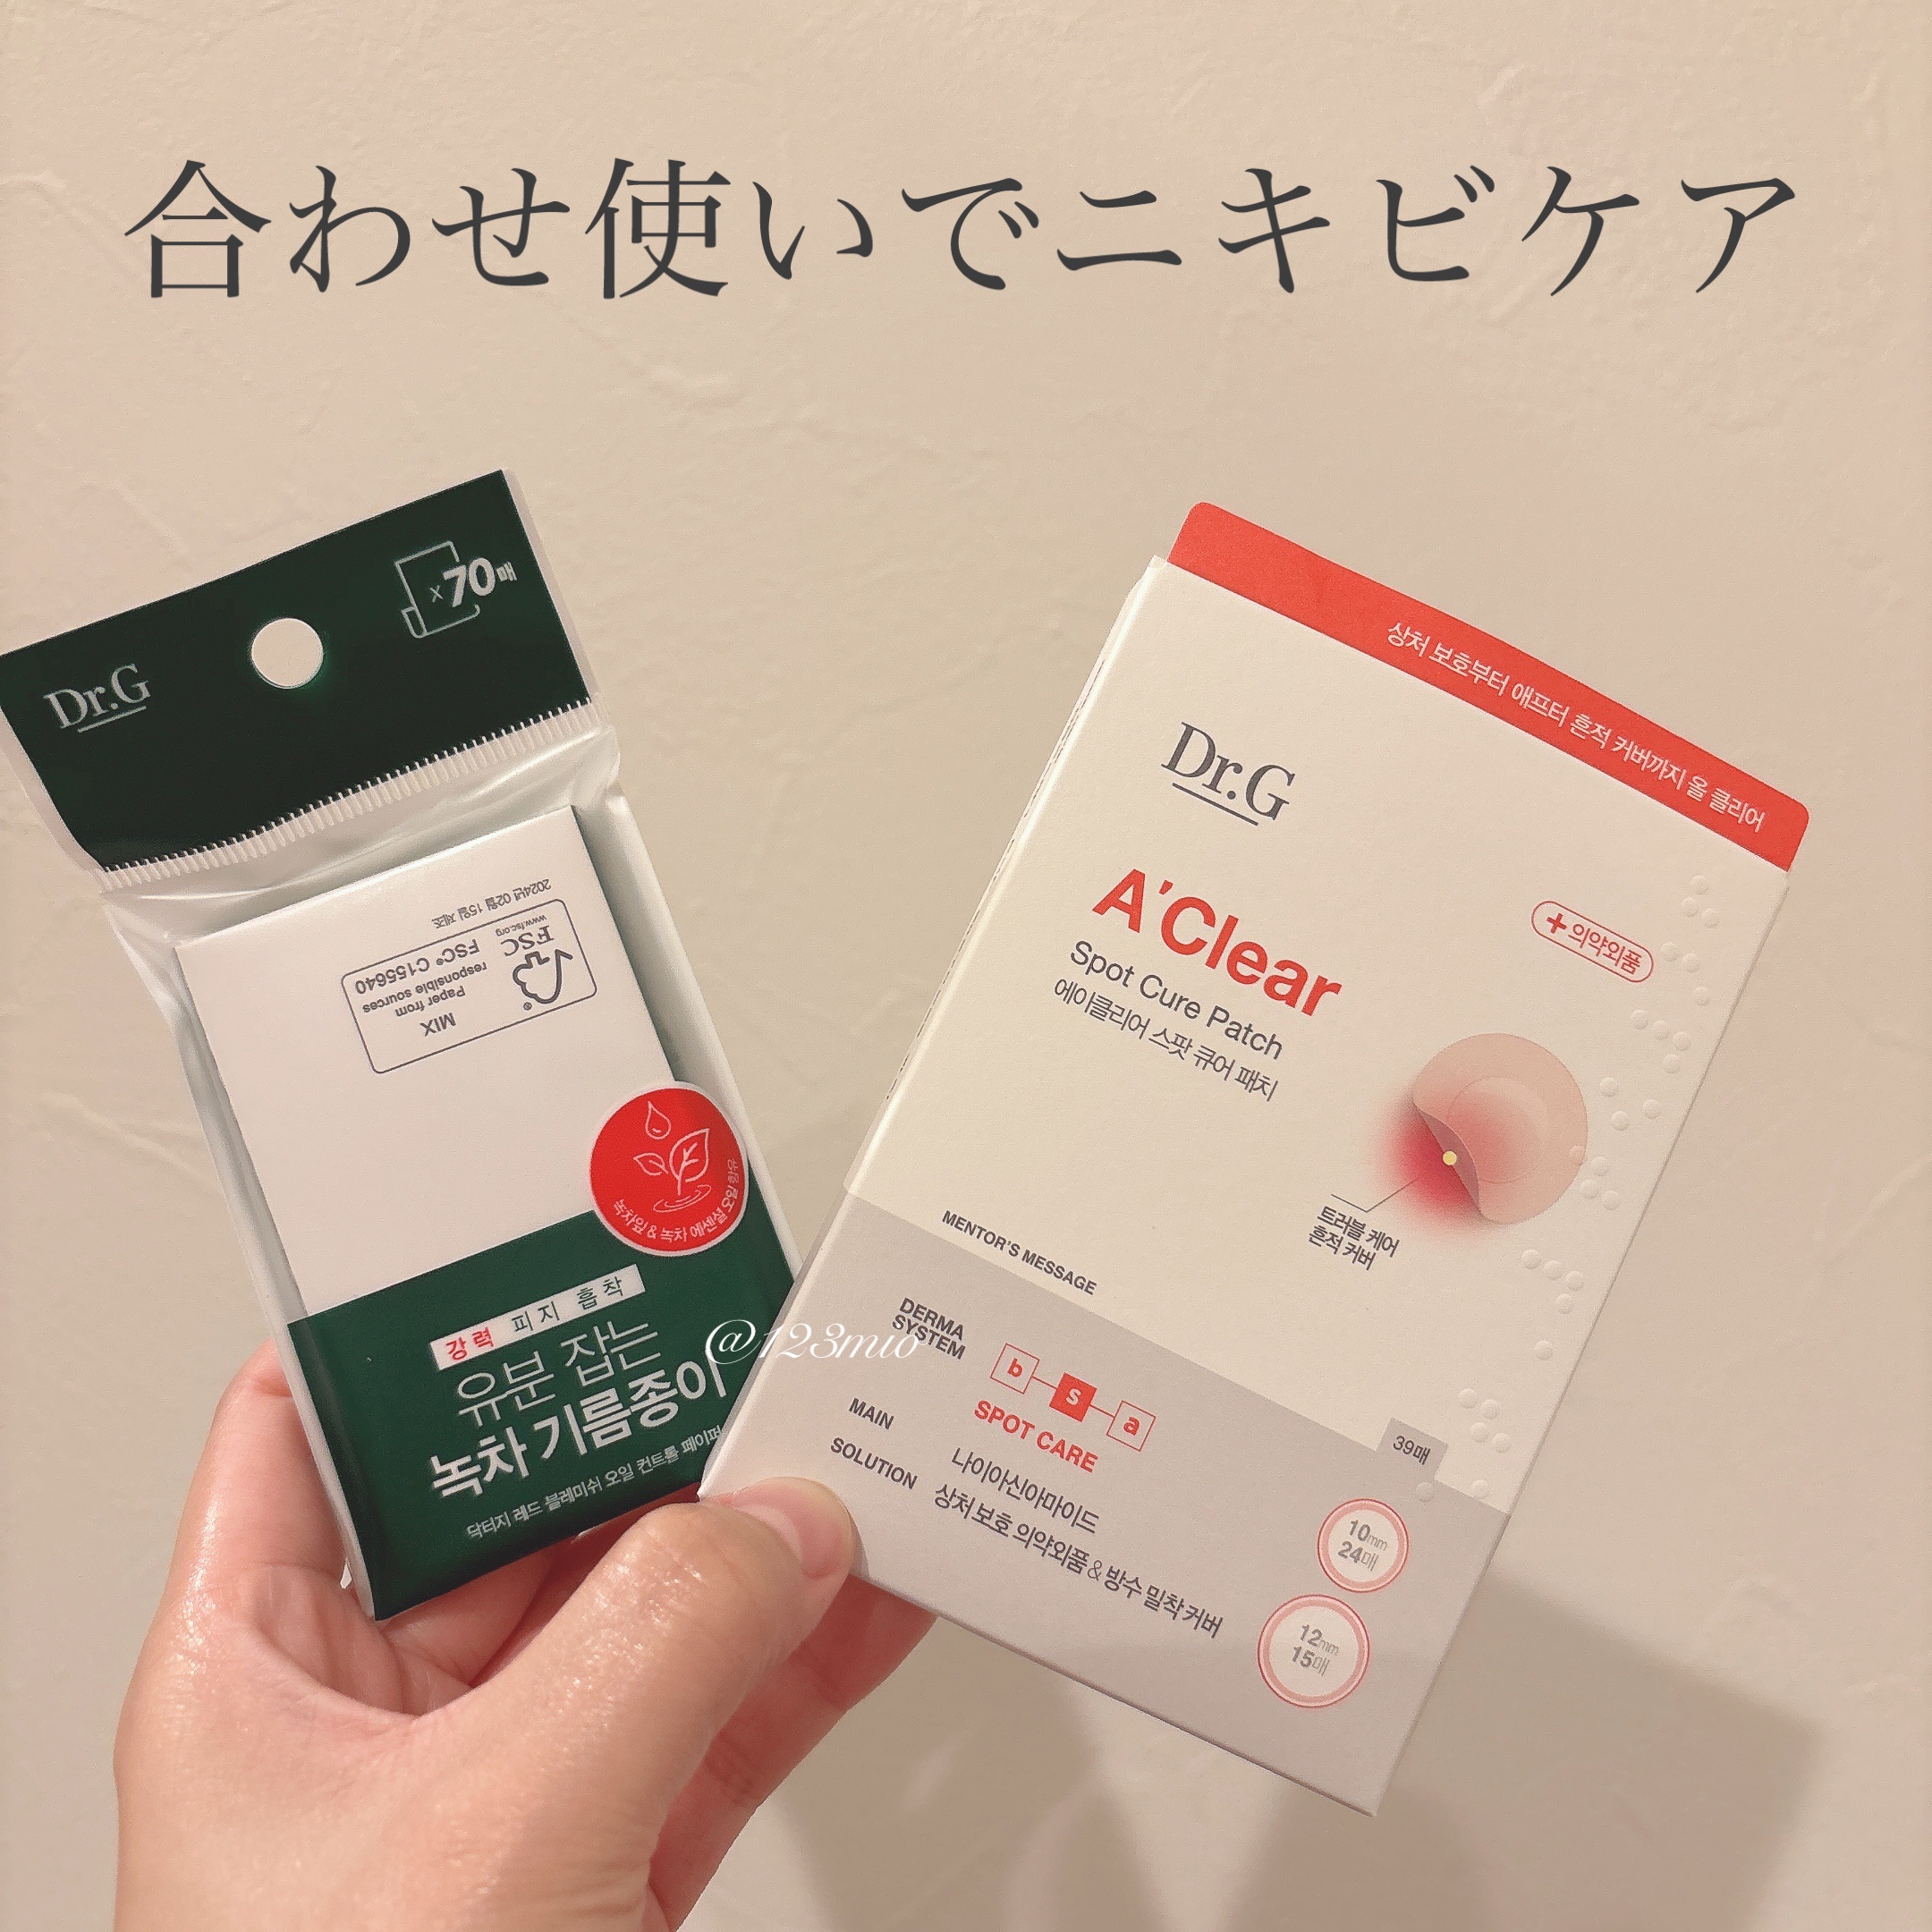 合わせ使いでニキビケア
Dr.G
×70매
2024년 02월 15일 제조
FSC
www.fsc.org
MIX
Paper from
responsible sources
FSC® C155640
녹차잎 & 녹차 에센셜 오일 함유
강력 피지 흡착
유분 잡는
녹차 기름종이
닥터지 레드 블레미쉬 오일 컨트롤 페이퍼
@123mio
상처 보호부터 애프터 흔적 커버까지 올 클리어
Dr.G
A'Clear
Spot Cure Patch
에이클리어 스팟 큐어 패치
+의약외품
트러블 케어
흔적 커버
MENTOR'S MESSAGE
DERMA
SYSTEM
b s a
SPOT CARE
MAIN
SOLUTION
나이아신아마이드
상처 보호 의약외품 & 방수 밀착 커버
39매
10mm
24매
12mm
15매